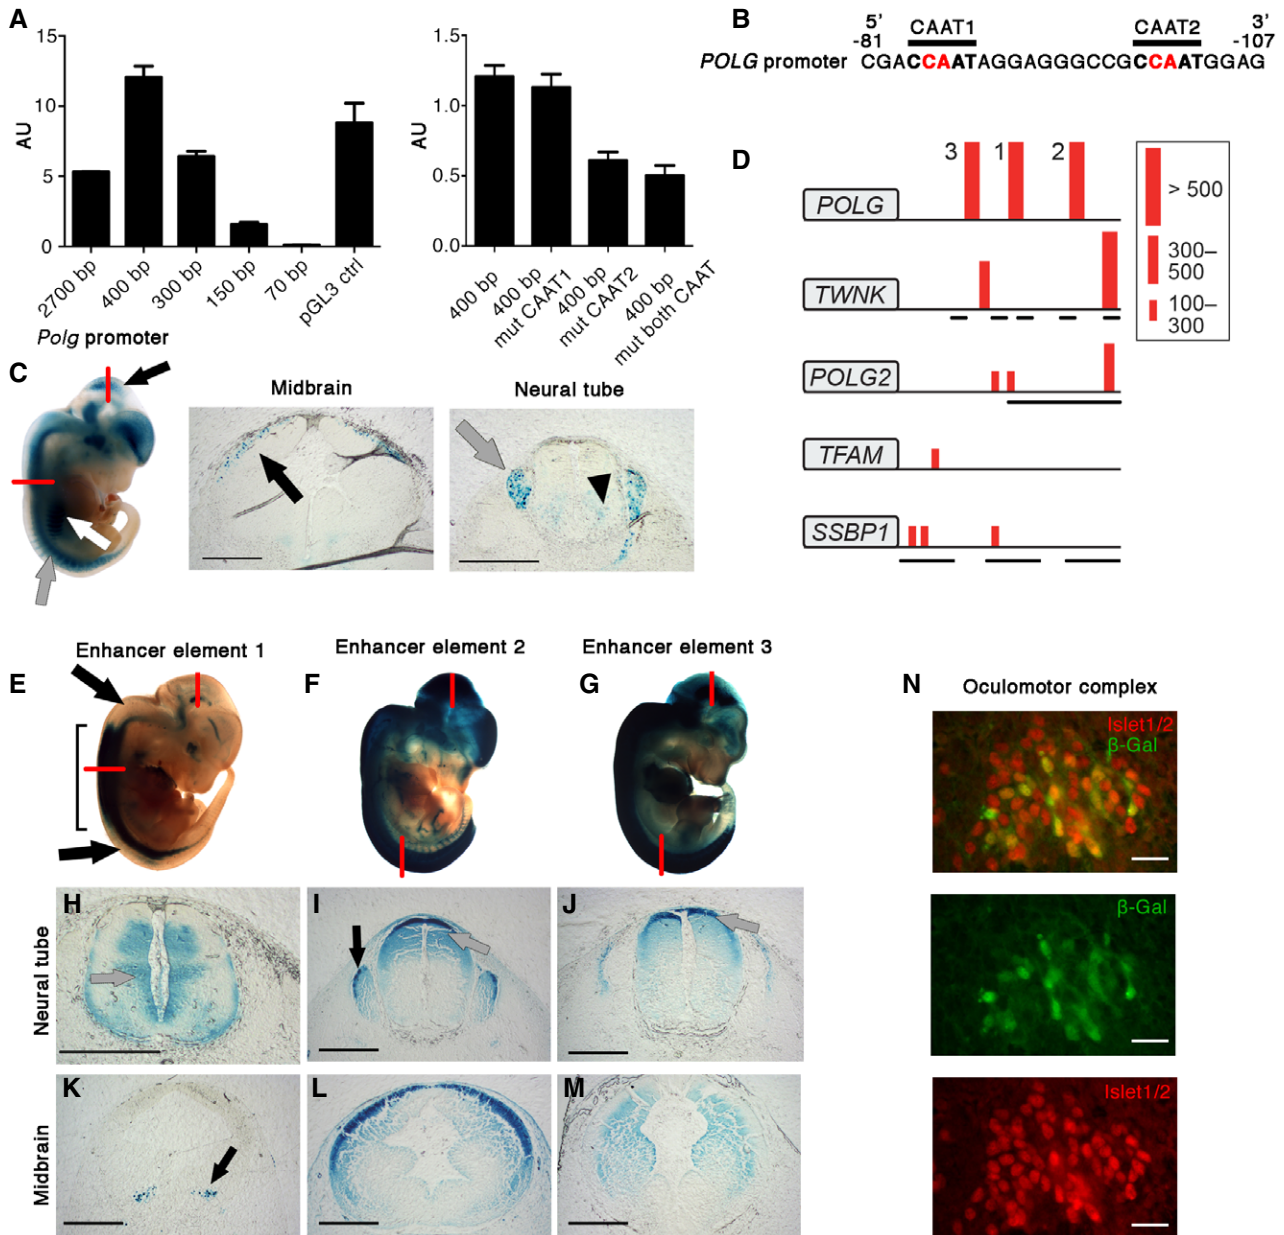 A
15
10
5
0
AU
2700 bp
400 bp
300 bp
150 bp
70 bp
pGL3 ctrl
Polg promoter
1.5
1.0
0.5
0.0
AU
400 bp
400 bp mut CAAT1
400 bp mut CAAT2
400 bp mut both CAAT
B
5' CAAT1 CAAT2 3'
-81 -107
POLG promoter CGACCAATAGGAGGGCCGCCAATGGAG
C
Midbrain
Neural tube
D
3 1 2
POLG
TWNK
POLG2
TFAM
SSBP1
> 500
300–
500
100–
300
Enhancer element 1
Enhancer element 2
Enhancer element 3
E
F
G
Neural tube
H
I
J
Midbrain
K
L
M
N
Oculomotor complex
Islet1/2
β-Gal
β-Gal
Islet1/2